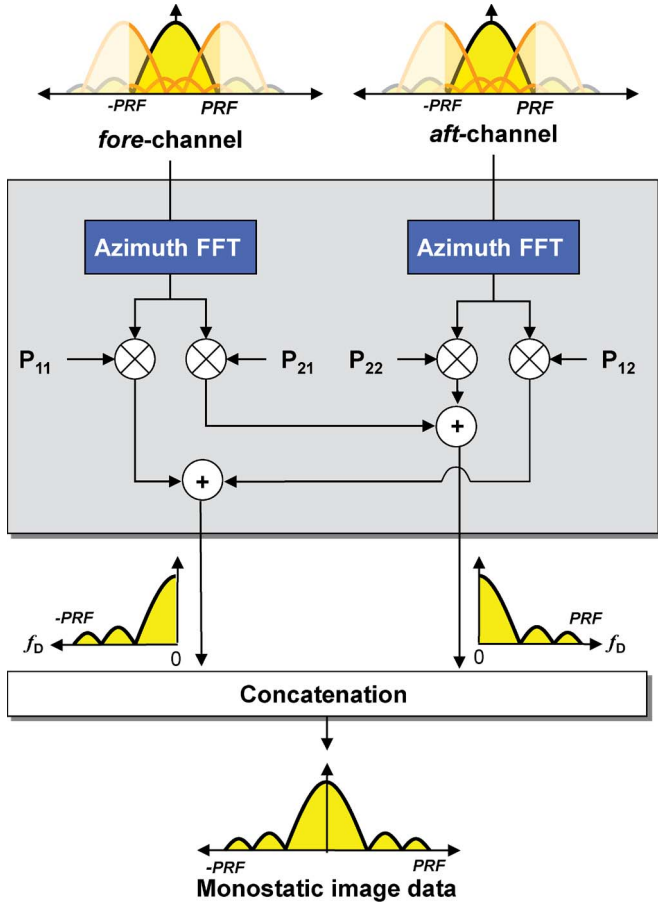 -PRF PRF -PRF PRF
fore-channel aft-channel
Azimuth FFT Azimuth FFT
P11 P21 P22 P12
+
+
-PRF PRF
fD 0 0 fD
Concatenation
-PRF PRF
Monostatic image data